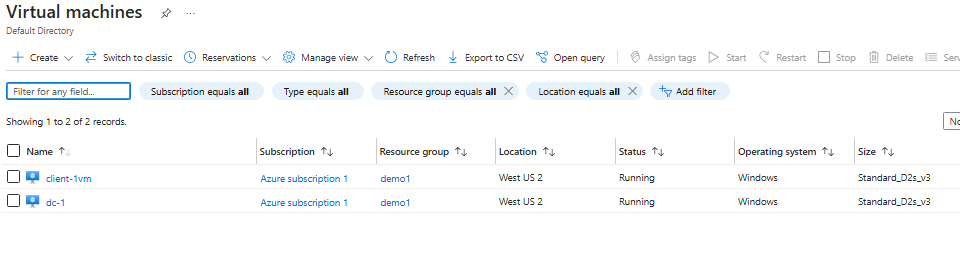 Virtual machines ...
Default Directory
+ Create Switch to classic Reservations Manage view Refresh Export to CSV Open query Assign tags Start Restart Stop Delete Serv
Filter for any field... Subscription equals all Type equals all Resource group equals all Location equals all Add filter
Showing 1 to 2 of 2 records. No
Name Subscription Resource group Location Status Operating system Size
client-1vm Azure subscription 1 demo1 West US 2 Running Windows Standard_D2s_v3
dc-1 Azure subscription 1 demo1 West US 2 Running Windows Standard_D2s_v3